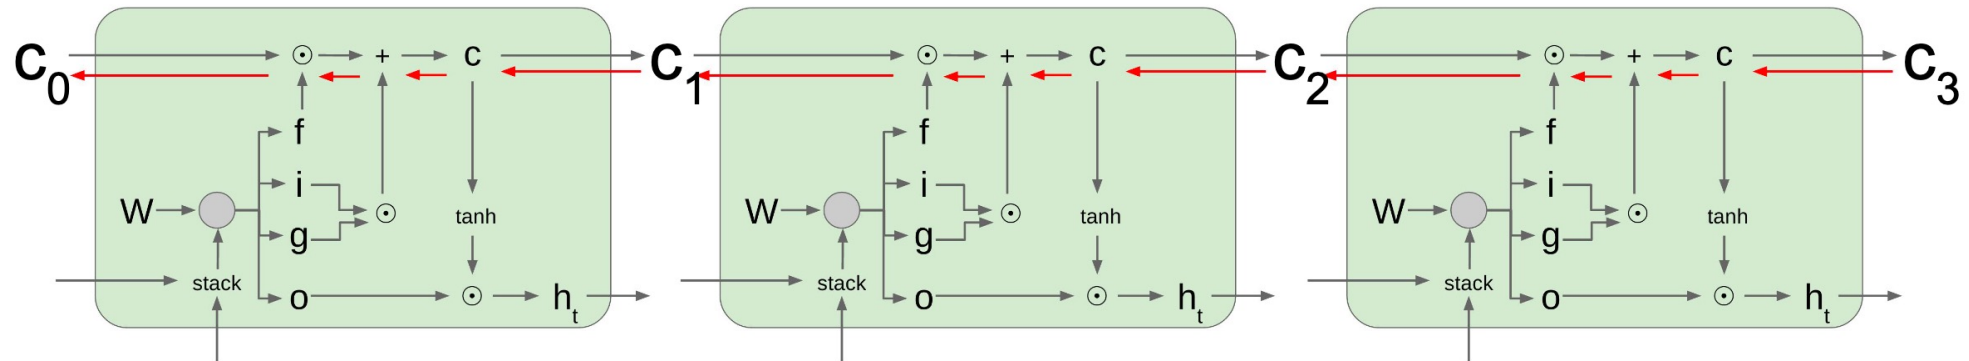 C0 ⊙ + c C1 ⊙ + c C2 ⊙ + c C3
f f f
i i i
W ⊙ tanh W ⊙ tanh W ⊙ tanh
g g g
stack stack stack
o ⊙ ht o ⊙ ht o ⊙ ht